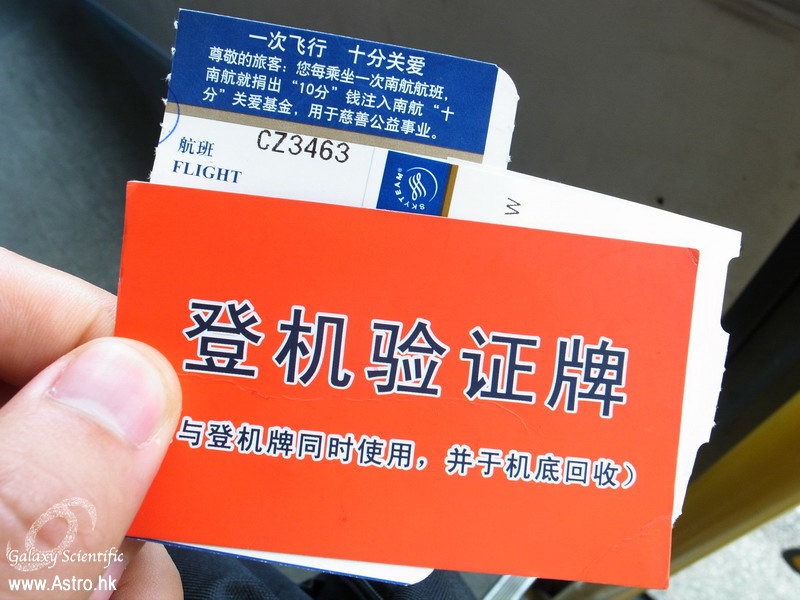 一次飞行 十分关爱
尊敬的旅客：您每乘坐一次南航航班，
南航就捐出“10分”钱注入南航“十
分”关爱基金，用于慈善公益事业。
航班 CZ3463
FLIGHT
SKYTEAM®
W
登机验证牌
与登机牌同时使用，并于机底回收）
Galaxy Scientific
www.Astro.hk